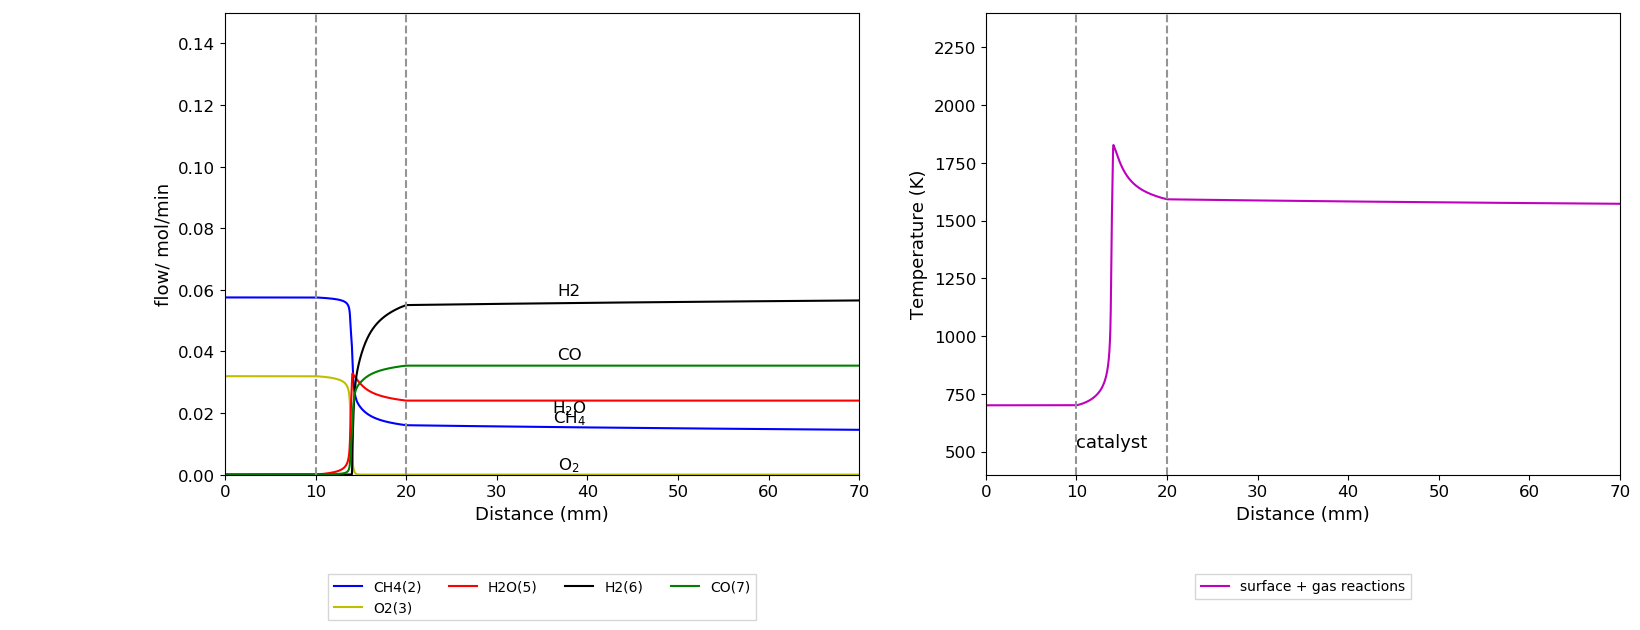 0.14
0.12
0.10
0.08
0.06
0.04
0.02
0.00
flow/ mol/min
H2
CO
H₂O
CH₄
O₂
0 10 20 30 40 50 60 70
Distance (mm)
CH4(2) H2O(5) H2(6) CO(7)
O2(3)
2250
2000
1750
1500
1250
1000
750
500
Temperature (K)
catalyst
0 10 20 30 40 50 60 70
Distance (mm)
surface + gas reactions